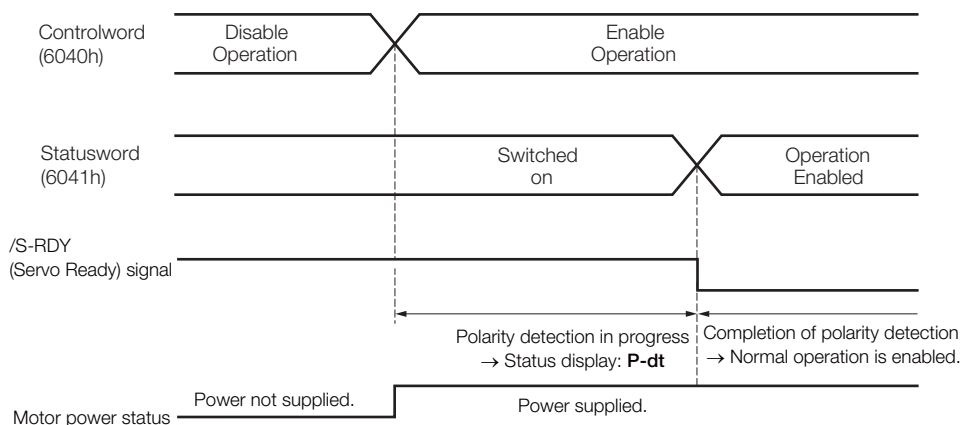 Controlword
(6040h)
Disable
Operation
Enable
Operation
Statusword
(6041h)
Switched
on
Operation
Enabled
/S-RDY
(Servo Ready) signal
Polarity detection in progress
→ Status display: P-dt
Completion of polarity detection
→ Normal operation is enabled.
Motor power status
Power not supplied.
Power supplied.